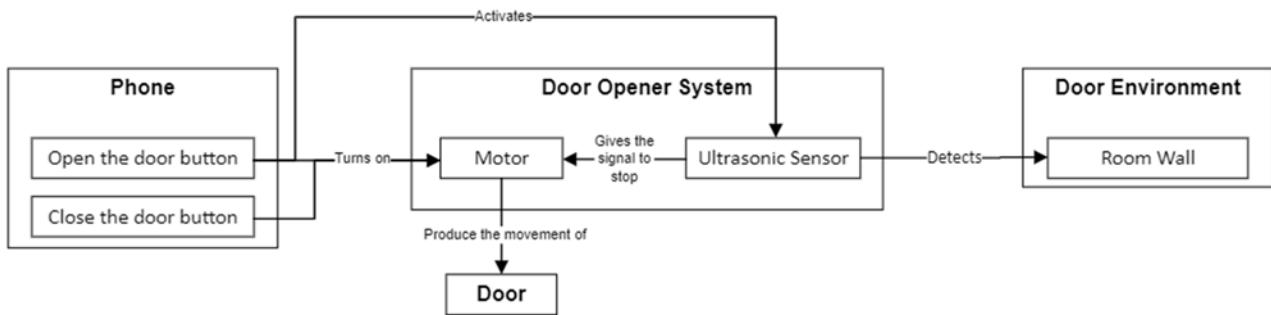 Activates
Phone
Door Opener System
Door Environment
Open the door button
Turns on
Motor
Gives the
signal to
stop
Ultrasonic Sensor
Detects
Room Wall
Close the door button
Produce the movement of
Door